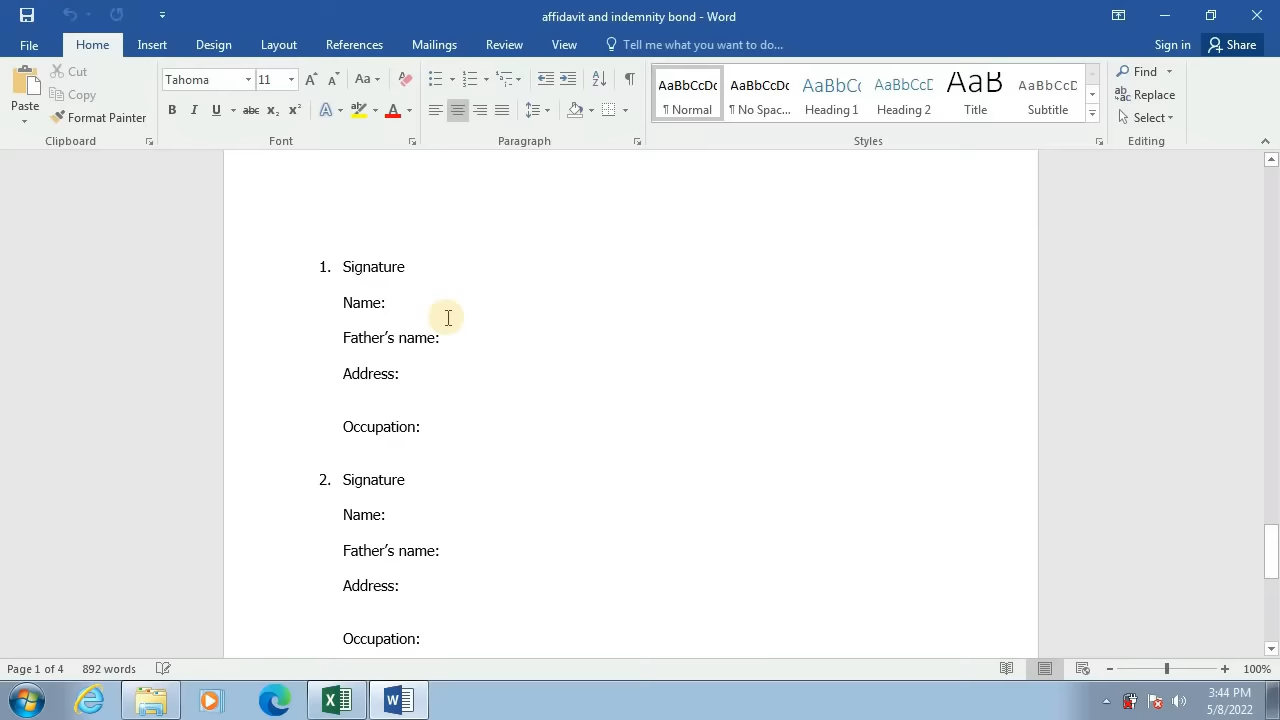 affidavit and indemnity bond - Word
File Home Insert Design Layout References Mailings Review View Tell me what you want to do... Sign in Share
Paste Cut Copy Format Painter
Clipboard
Tahoma 11
Font
Paragraph
AaBbCcDc AaBbCcDc AaBbCc AaBbCcD AaB AaBbCcD
¶ Normal ¶ No Spac... Heading 1 Heading 2 Title Subtitle
Styles
Find
Replace
Select
Editing
1. Signature
Name:
Father’s name:
Address:
Occupation:
2. Signature
Name:
Father’s name:
Address:
Occupation:
Page 1 of 4 892 words 100%
3:44 PM
5/8/2022